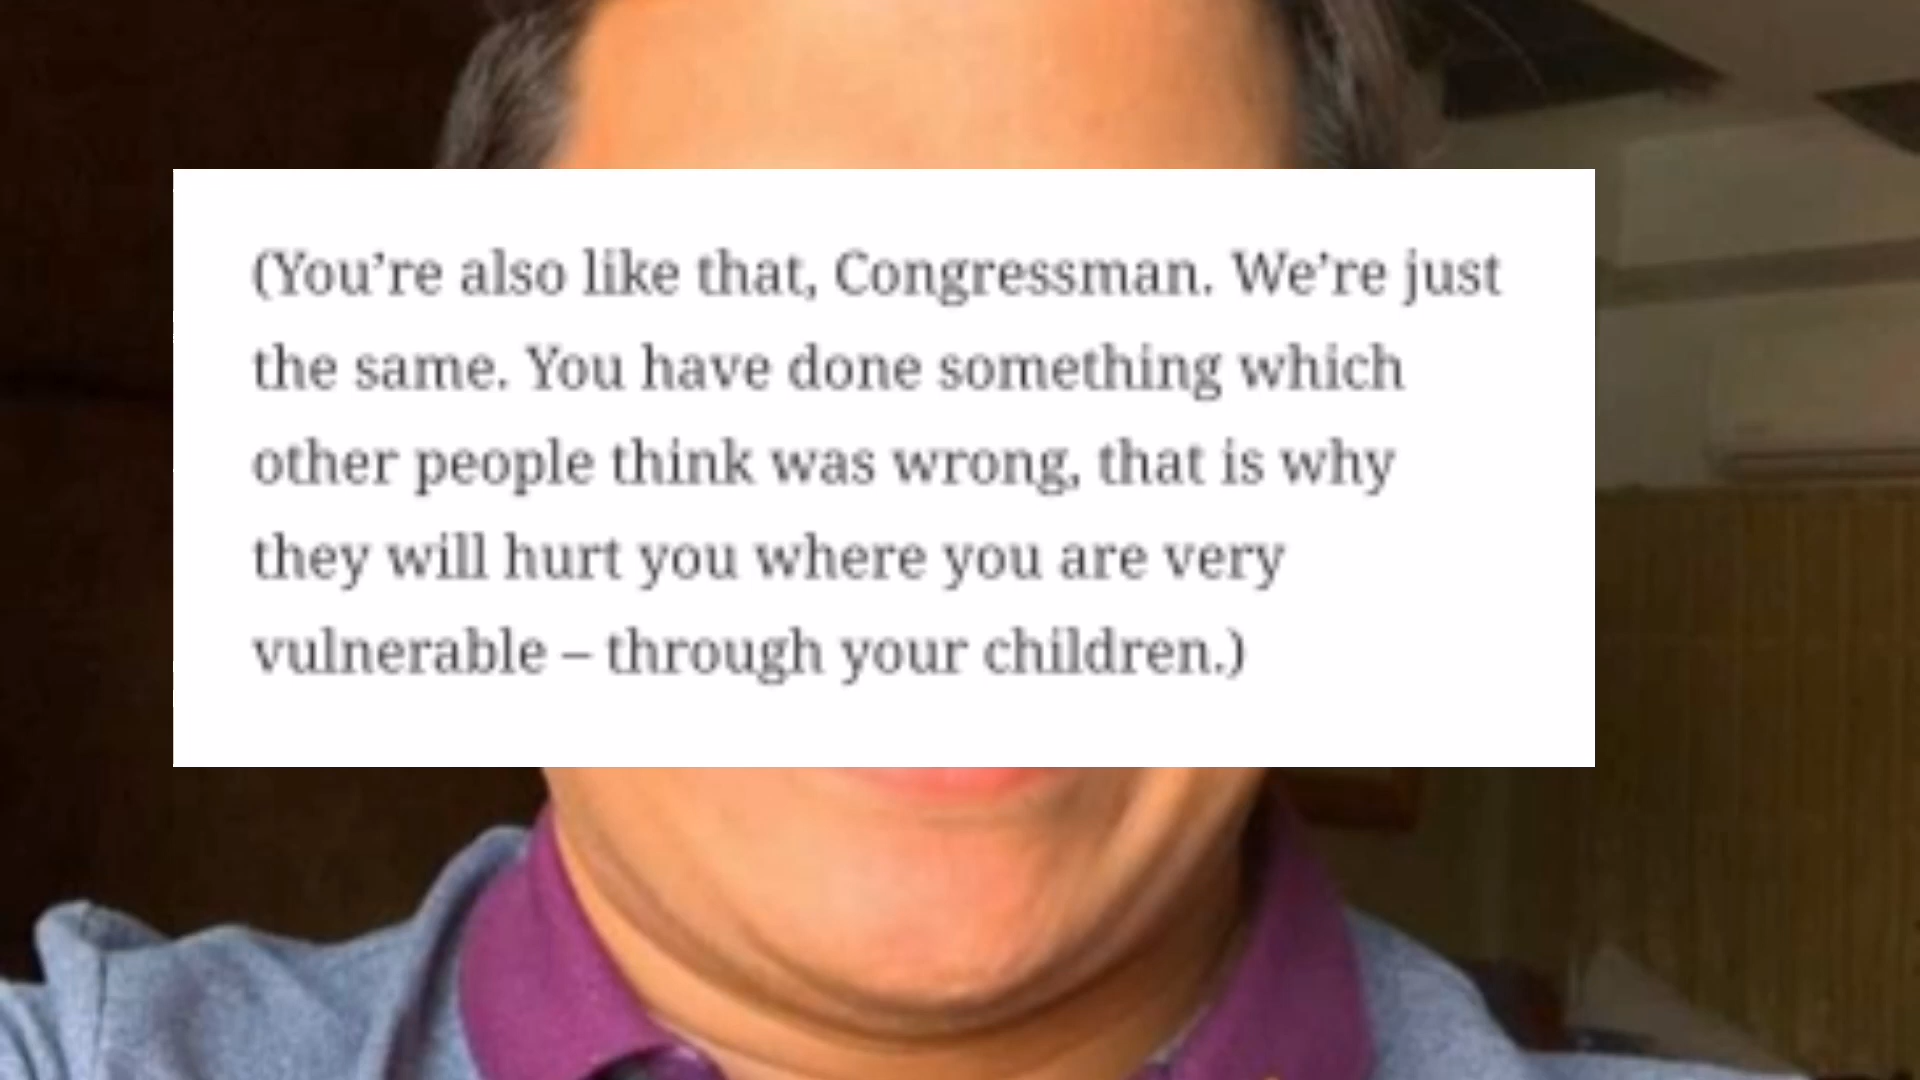 (You’re also like that, Congressman. We’re just
the same. You have done something which
other people think was wrong, that is why
they will hurt you where you are very
vulnerable – through your children.)